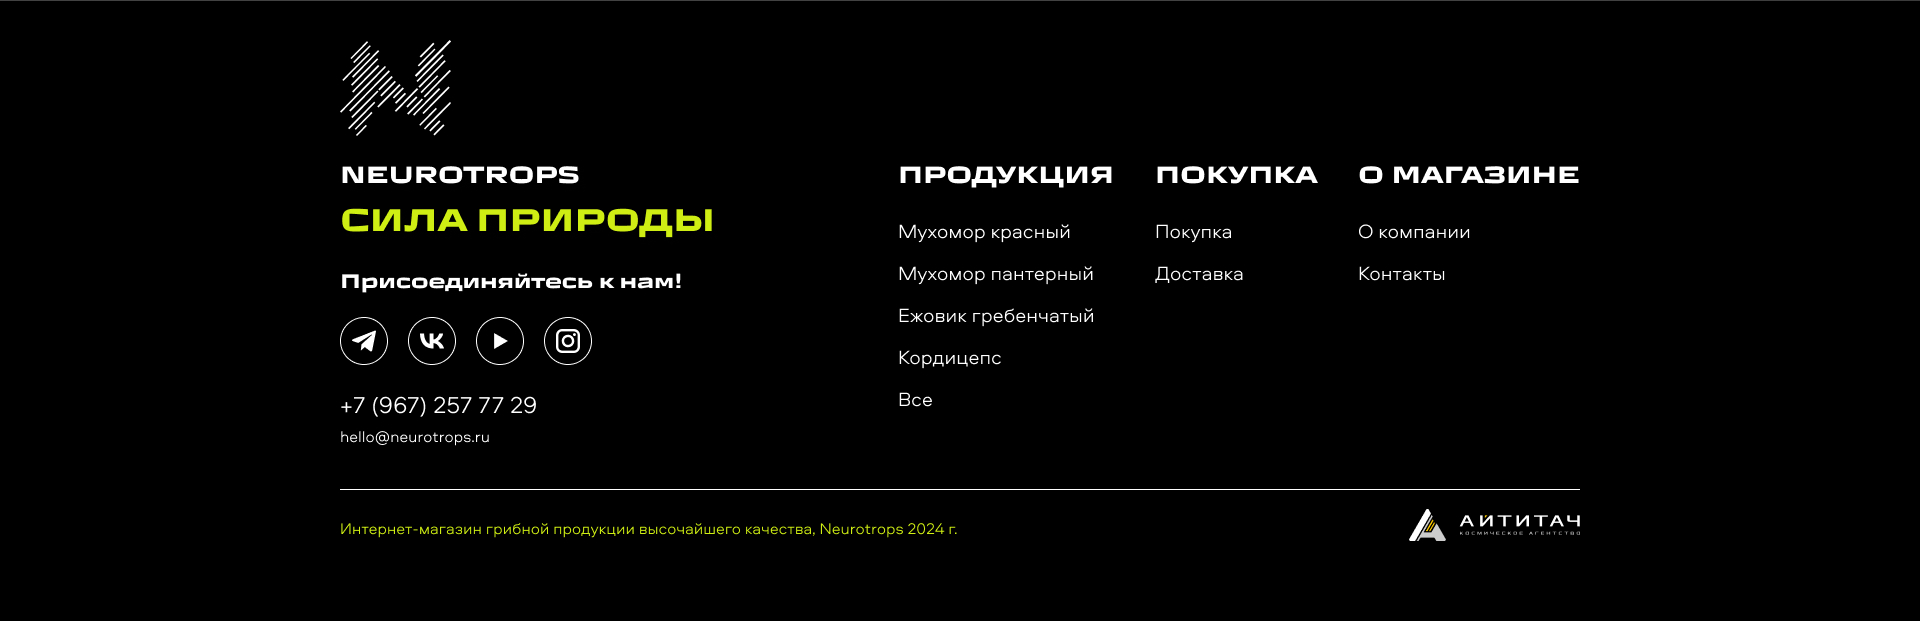 NEUROTROPS
СИЛА ПРИРОДЫ
Присоединяйтесь к нам!
+7 (967) 257 77 29
hello@neurotrops.ru
ПРОДУКЦИЯ
Мухомор красный
Мухомор пантерный
Ежовик гребенчатый
Кордицепс
Все
ПОКУПКА
Покупка
Доставка
О МАГАЗИНЕ
О компании
Контакты
Интернет-магазин грибной продукции высочайшего качества, Neurotrops 2024 г.
АЙТИТАЧ
КОСМИЧЕСКОЕ АГЕНТСТВО